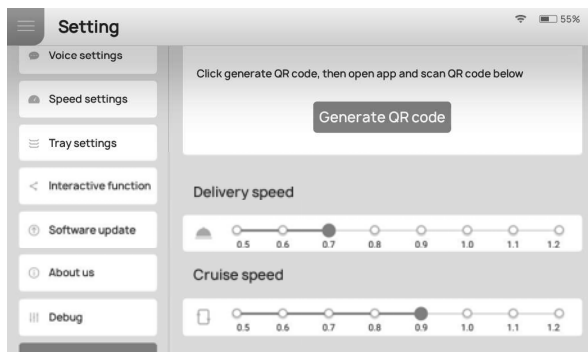 Setting
55%
Voice settings
Speed settings
Tray settings
Interactive function
Software update
About us
Debug
Click generate QR code, then open app and scan QR code below
Generate QR code
Delivery speed
0.5 0.6 0.7 0.8 0.9 1.0 1.1 1.2
Cruise speed
0.5 0.6 0.7 0.8 0.9 1.0 1.1 1.2